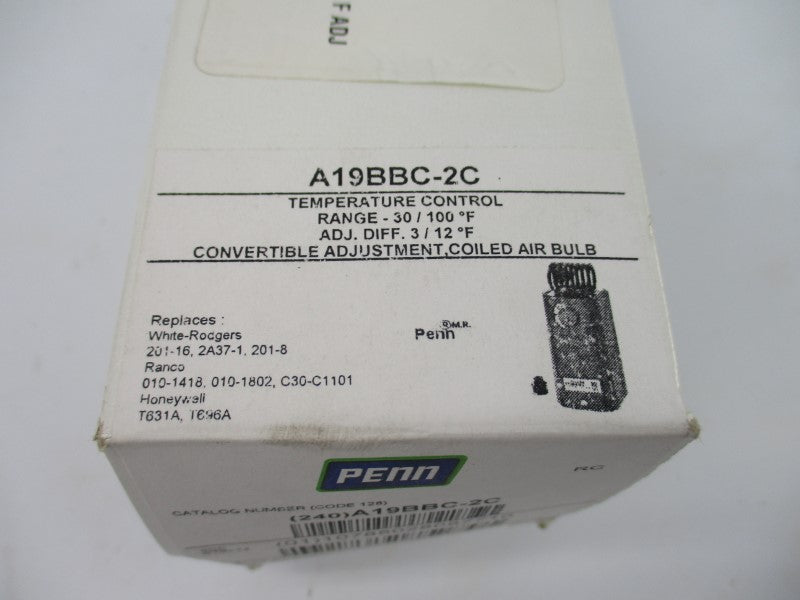 F ADJ
A19BBC-2C
TEMPERATURE CONTROL
RANGE - 30 / 100 °F
ADJ. DIFF. 3 / 12 °F
CONVERTIBLE ADJUSTMENT,COILED AIR BULB
Replaces :
White-Rodgers
201-16, 2A37-1, 201-8
Ranco
010-1418, 010-1802, C30-C1101
Honeywell
T631A, T696A
Penn ®M.R.
PENN
RC
CATALOG NUMBER (CODE 128)
(240)A19BBC-2C